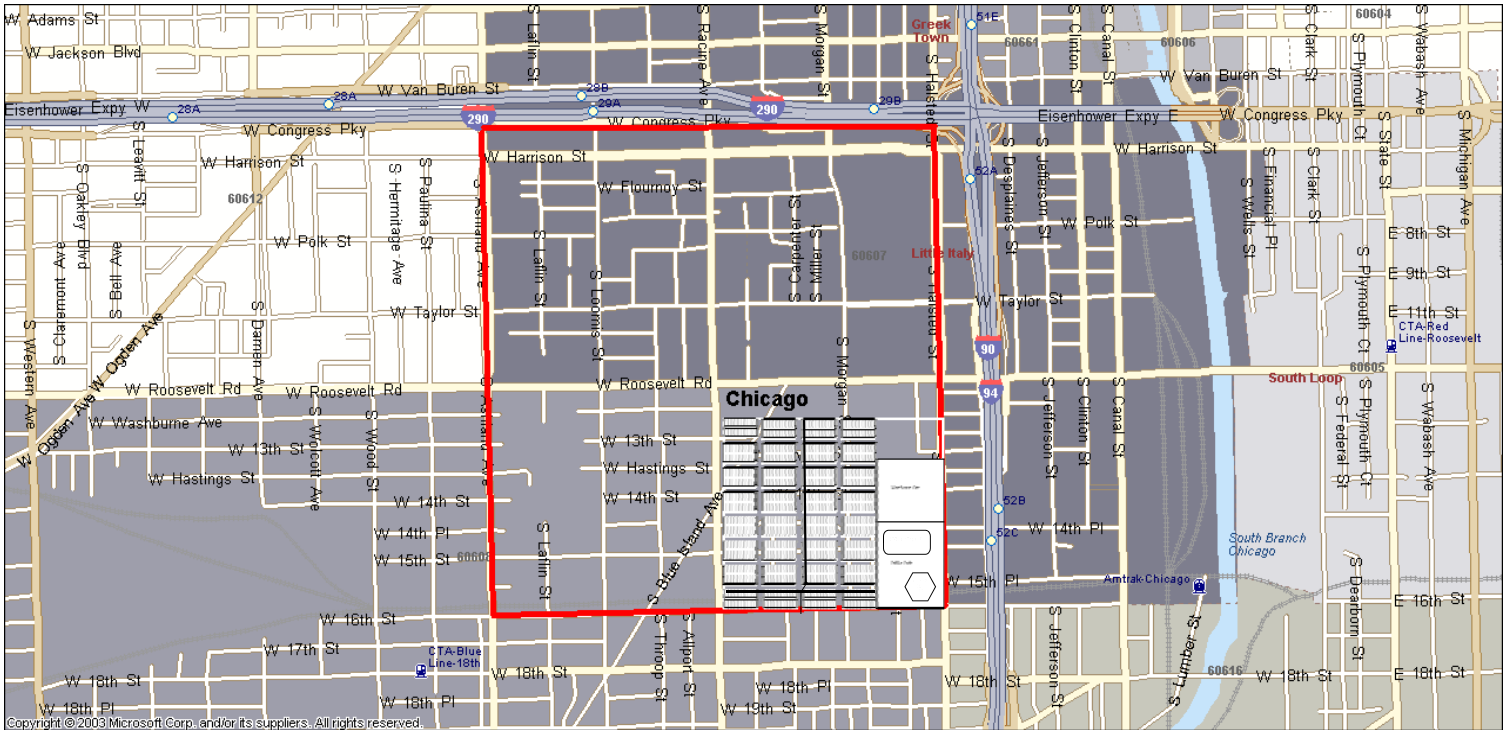 W Adams St
W Jackson Blvd
S Laflin St
S Racine Ave
S Morgan St
Greek
Town
S Halsted St
51E
60661
S Clinton St
S Canal St
60606
S Clark St
60604
S Plymouth Ct
S Wabash Ave
W Van Buren St
28B
W Van Buren St
Eisenhower Expy W
28A
28A
290
29A
290
29B
Eisenhower Expy E
W Congress Pky
W Congress Pky
W Congress Pky
S Oakley Blvd
S Leavitt St
W Harrison St
S Hermitage Ave
S Paulina St
W Harrison St
W Harrison St
S State St
S Michigan Ave
60612
W Flournoy St
52A
S Desplaines St
S Jefferson St
S Wells St
S Financial Pl
S Clark St
S Claremont Ave
S Bell Ave
W Polk St
S Ashland Ave
S Laflin St
S Loomis St
S Carpenter St
S Miller St
60607
Little Italy
W Polk St
E 8th St
E 9th St
S Plymouth Ct
S Western Ave
W Ogden Ave
S Damen Ave
W Taylor St
S Halsted St
W Taylor St
E 11th St
CTA-Red
Line-Roosevelt
90
S Morgan St
W Roosevelt Rd
W Roosevelt Rd
W Roosevelt Rd
60605
South Loop
94
Chicago
W Ogden Ave
W Washburne Ave
S Wolcott Ave
S Wood St
S Ashland Ave
W 13th St
W 13th St
S Jefferson St
S Clinton St
S Canal St
S Federal St
S Plymouth Ct
S Wabash Ave
W Hastings St
W Hastings St
W 14th St
W 14th St
S Blue Island Ave
52B
W 14th Pl
52C
W 14th Pl
South Branch
Chicago
W 15th St
60608
S Laflin St
W 15th Pl
Amtrak-Chicago
S Dearborn St
W 16th St
E 16th St
S Throop St
S Allport St
S Jefferson St
S Lumber St
W 17th St
CTA-Blue
Line-18th
W 18th St
W 18th St
W 18th Pl
W 18th St
60616
W 18th St
E 18th St
W 18th Pl
W 18th Pl
W 19th St
Copyright © 2003 Microsoft Corp. and/or its suppliers. All rights reserved.